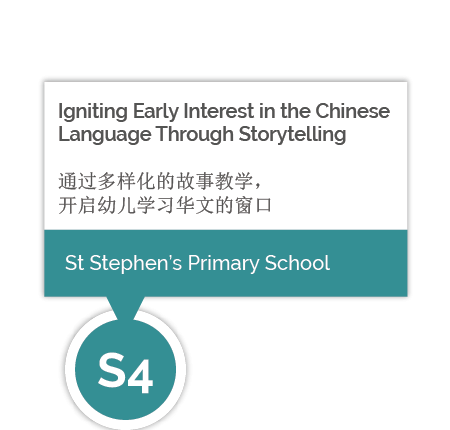 Igniting Early Interest in the Chinese
Language Through Storytelling
通过多样化的故事教学，
开启幼儿学习华文的窗口
St Stephen’s Primary School
S4